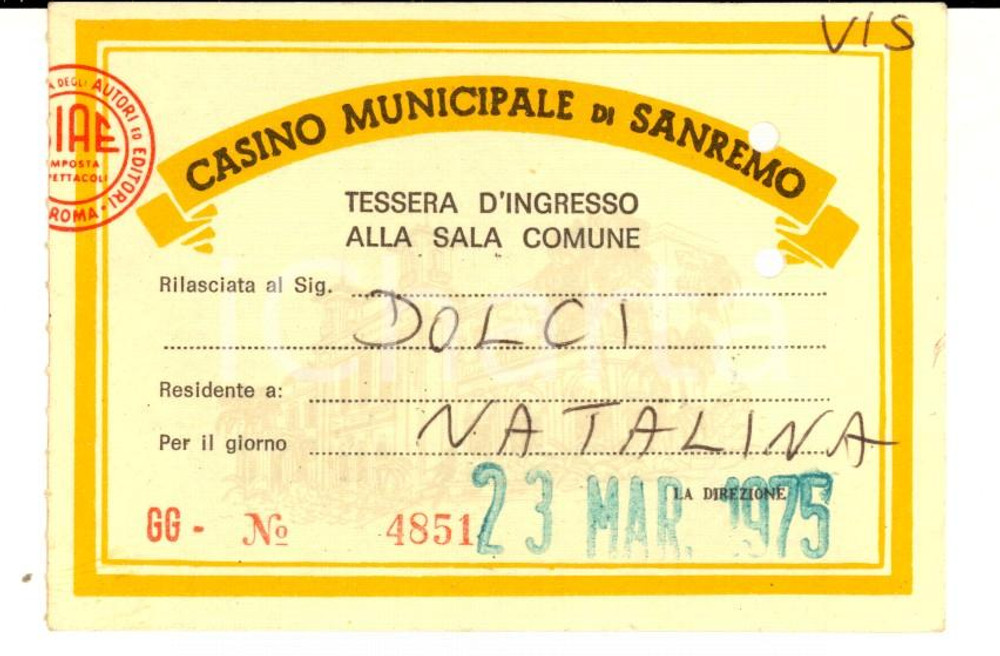 VIS
A DEGLI AUTORI ED EDITORI
SIAE
IMPOSTA
SPETTACOLI
ROMA
CASINO MUNICIPALE DI SANREMO
TESSERA D'INGRESSO
ALLA SALA COMUNE
Rilasciata al Sig.
DOLCI
Residente a:
NATALINA
Per il giorno
23 MAR. 1975
LA DIREZIONE
GG - No 4851